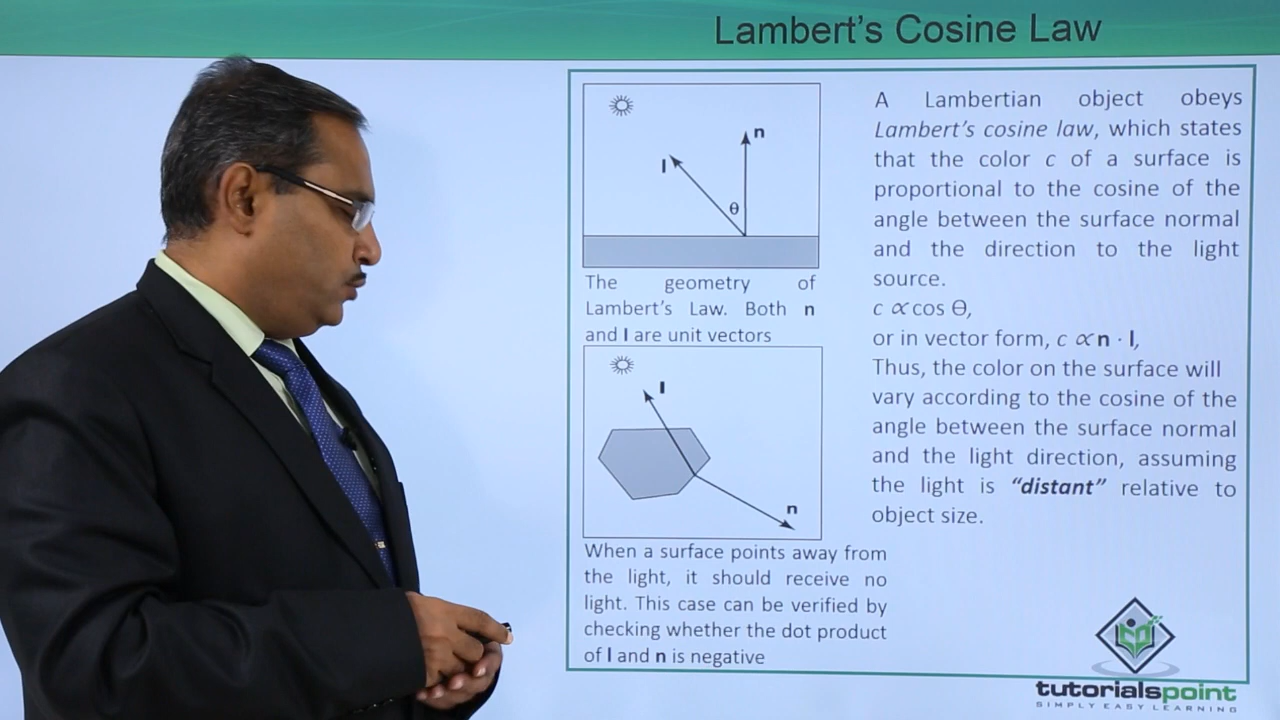 Lambert's Cosine Law
l
n
θ
The geometry of
Lambert's Law. Both n
and l are unit vectors
l
n
When a surface points away from
the light, it should receive no
light. This case can be verified by
checking whether the dot product
of l and n is negative
A Lambertian object obeys
Lambert's cosine law, which states
that the color c of a surface is
proportional to the cosine of the
angle between the surface normal
and the direction to the light
source.
c ∝ cos Θ,
or in vector form, c ∝ n · l,
Thus, the color on the surface will
vary according to the cosine of the
angle between the surface normal
and the light direction, assuming
the light is "distant" relative to
object size.
tutorialspoint
SIMPLY EASY LEARNING